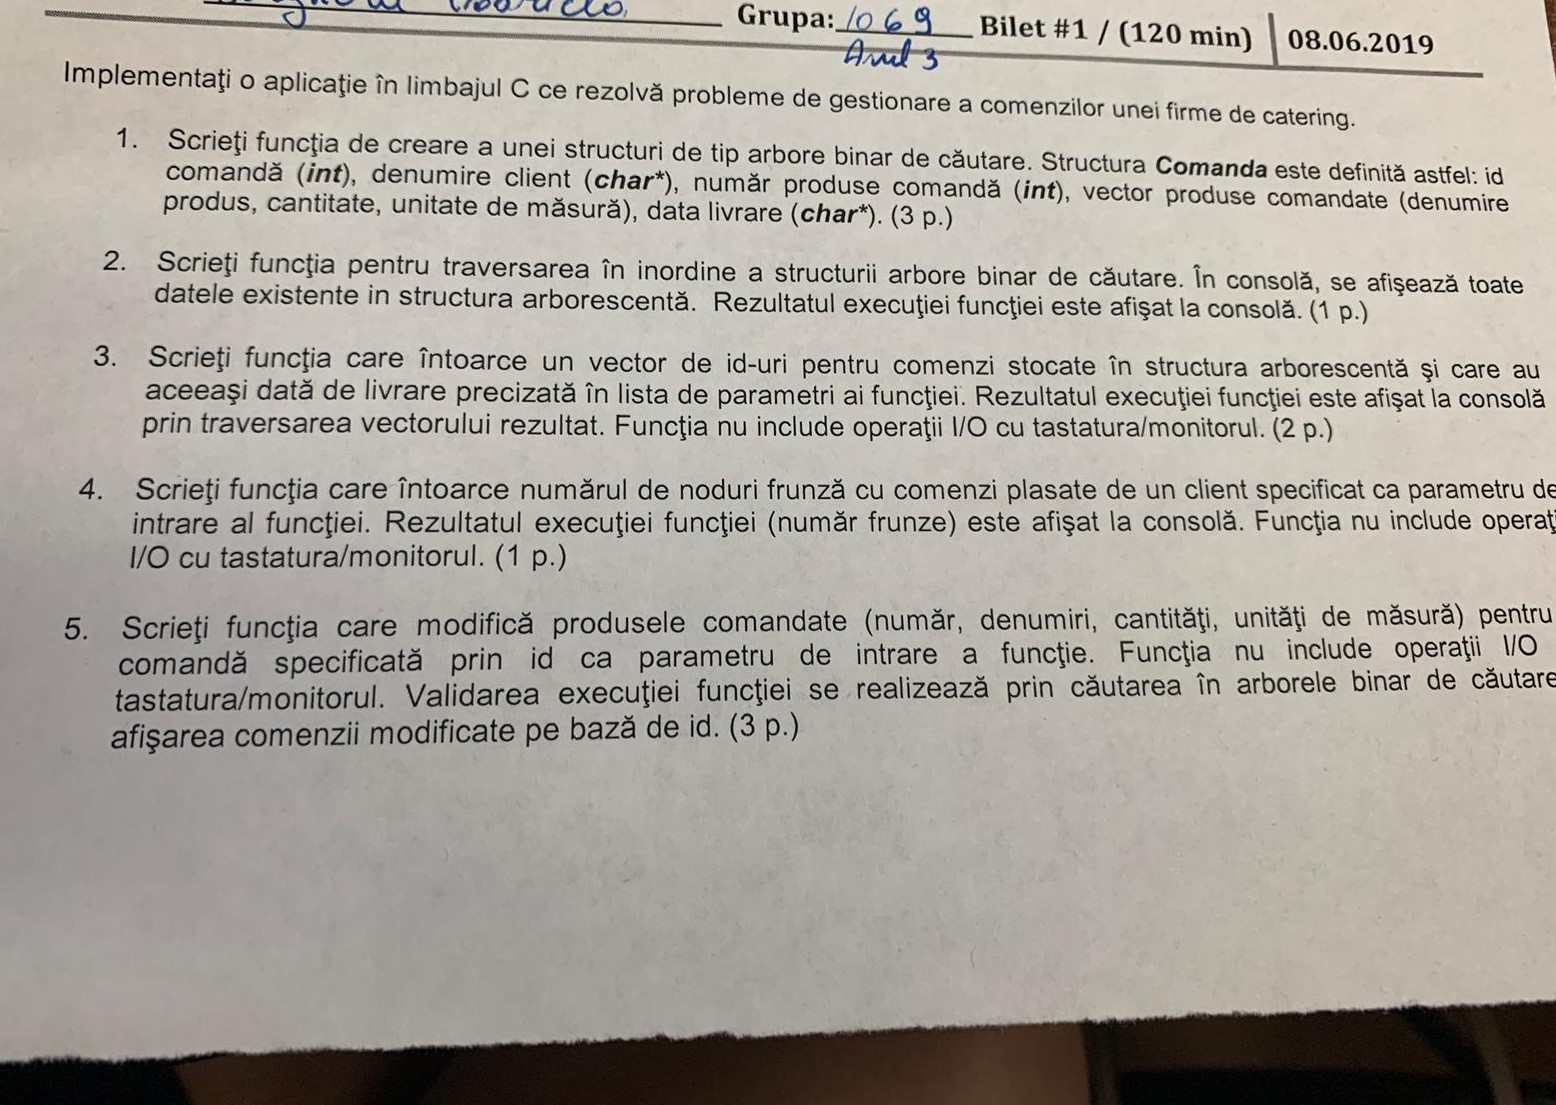 Grupa: 1069 Bilet #1 / (120 min) 08.06.2019
Anul 3
Implementaţi o aplicaţie în limbajul C ce rezolvă probleme de gestionare a comenzilor unei firme de catering.
1. Scrieţi funcţia de creare a unei structuri de tip arbore binar de căutare. Structura Comanda este definită astfel: id
comandă (int), denumire client (char*), număr produse comandă (int), vector produse comandate (denumire
produs, cantitate, unitate de măsură), data livrare (char*). (3 p.)
2. Scrieţi funcţia pentru traversarea în inordine a structurii arbore binar de căutare. În consolă, se afişează toate
datele existente in structura arborescentă. Rezultatul execuţiei funcţiei este afişat la consolă. (1 p.)
3. Scrieţi funcţia care întoarce un vector de id-uri pentru comenzi stocate în structura arborescentă şi care au
aceeaşi dată de livrare precizată în lista de parametri ai funcţiei. Rezultatul execuţiei funcţiei este afişat la consolă
prin traversarea vectorului rezultat. Funcţia nu include operaţii I/O cu tastatura/monitorul. (2 p.)
4. Scrieţi funcţia care întoarce numărul de noduri frunză cu comenzi plasate de un client specificat ca parametru de
intrare al funcţiei. Rezultatul execuţiei funcţiei (număr frunze) este afişat la consolă. Funcţia nu include operaţi
I/O cu tastatura/monitorul. (1 p.)
5. Scrieţi funcţia care modifică produsele comandate (număr, denumiri, cantităţi, unităţi de măsură) pentru
comandă specificată prin id ca parametru de intrare a funcţie. Funcţia nu include operaţii I/O
tastatura/monitorul. Validarea execuţiei funcţiei se realizează prin căutarea în arborele binar de căutare
afişarea comenzii modificate pe bază de id. (3 p.)